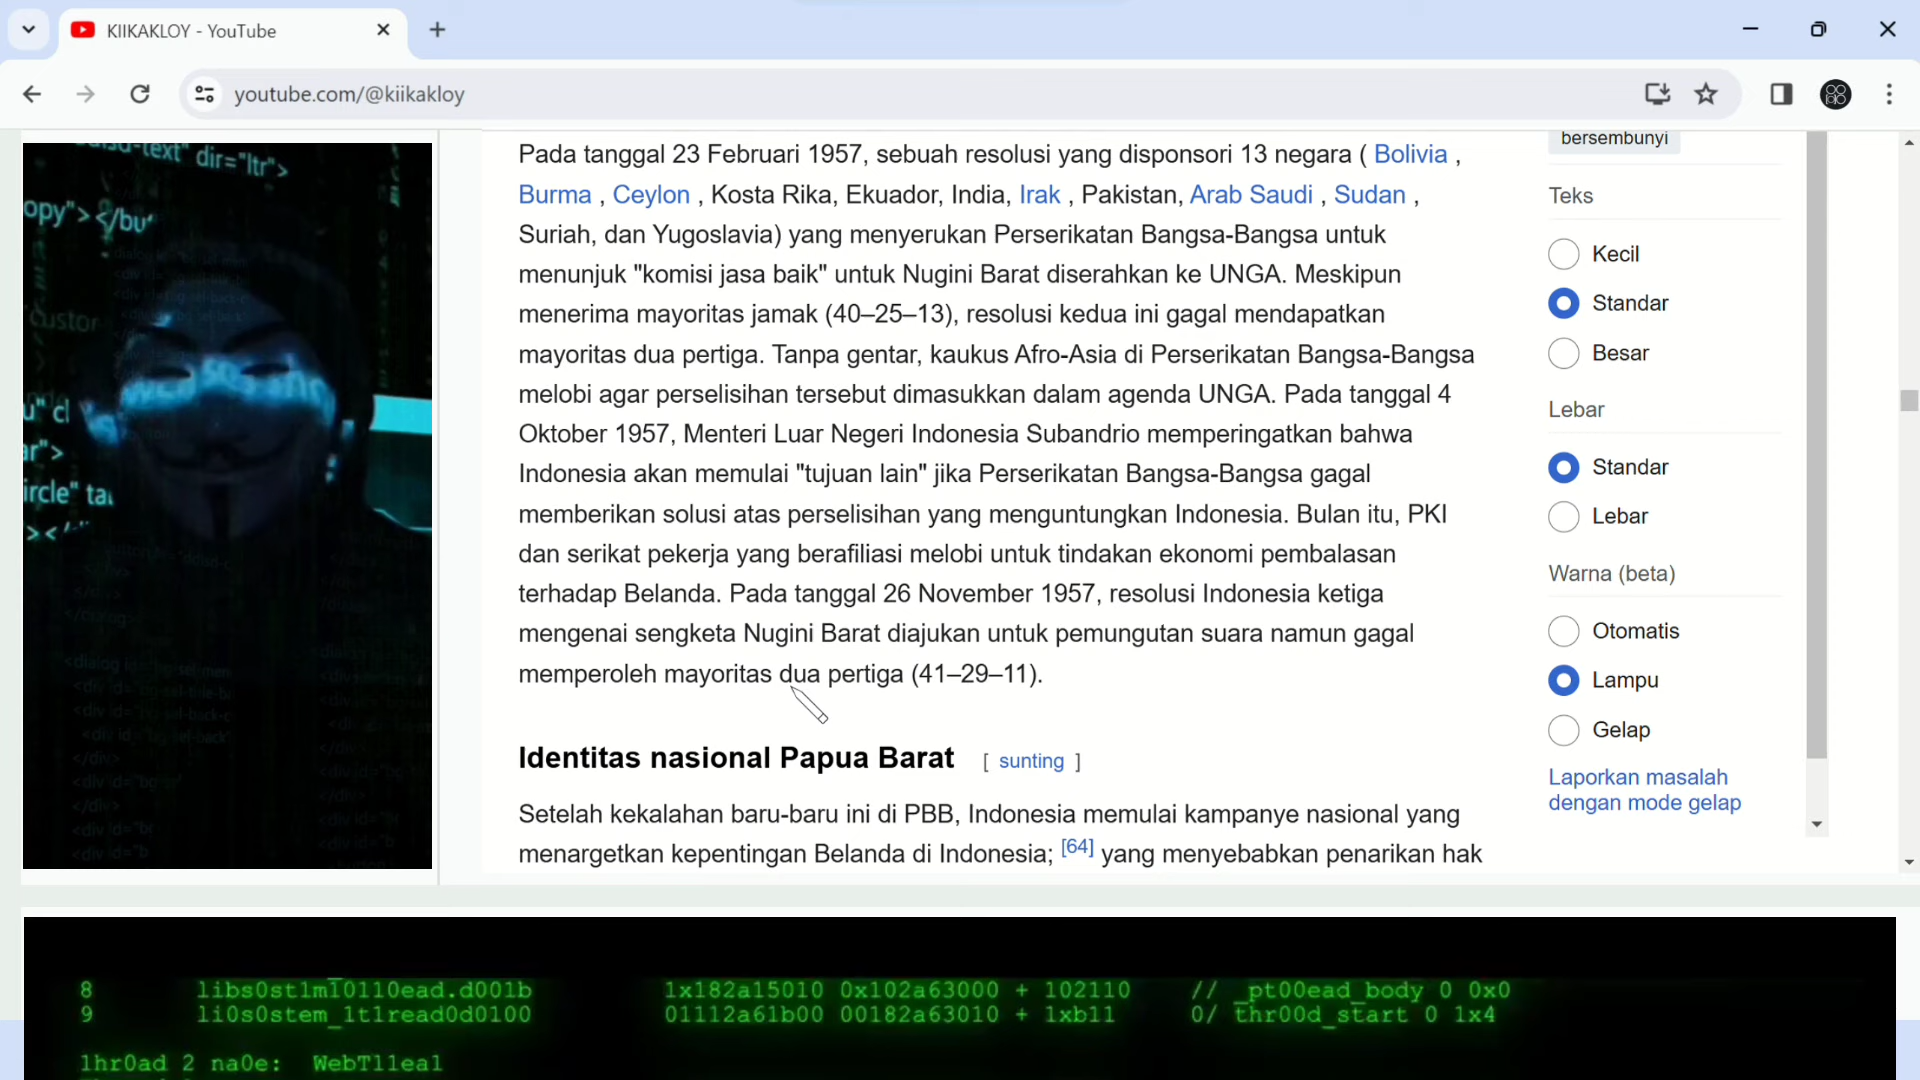 KIIKAKLOY - YouTube
youtube.com/@kiikakloy
Pada tanggal 23 Februari 1957, sebuah resolusi yang disponsori 13 negara ( Bolivia ,
Burma , Ceylon , Kosta Rika, Ekuador, India, Irak , Pakistan, Arab Saudi , Sudan ,
Suriah, dan Yugoslavia) yang menyerukan Perserikatan Bangsa-Bangsa untuk
menunjuk "komisi jasa baik" untuk Nugini Barat diserahkan ke UNGA. Meskipun
menerima mayoritas jamak (40–25–13), resolusi kedua ini gagal mendapatkan
mayoritas dua pertiga. Tanpa gentar, kaukus Afro-Asia di Perserikatan Bangsa-Bangsa
melobi agar perselisihan tersebut dimasukkan dalam agenda UNGA. Pada tanggal 4
Oktober 1957, Menteri Luar Negeri Indonesia Subandrio memperingatkan bahwa
Indonesia akan memulai "tujuan lain" jika Perserikatan Bangsa-Bangsa gagal
memberikan solusi atas perselisihan yang menguntungkan Indonesia. Bulan itu, PKI
dan serikat pekerja yang berafiliasi melobi untuk tindakan ekonomi pembalasan
terhadap Belanda. Pada tanggal 26 November 1957, resolusi Indonesia ketiga
mengenai sengketa Nugini Barat diajukan untuk pemungutan suara namun gagal
memperoleh mayoritas dua pertiga (41–29–11).
Identitas nasional Papua Barat [ sunting ]
Setelah kekalahan baru-baru ini di PBB, Indonesia memulai kampanye nasional yang
menargetkan kepentingan Belanda di Indonesia; [64] yang menyebabkan penarikan hak
bersembunyi
Teks
Kecil
Standar
Besar
Lebar
Standar
Lebar
Warna (beta)
Otomatis
Lampu
Gelap
Laporkan masalah
dengan mode gelap
dir="ltr">
opy"> </bu
custor
u" cl
ar">
ircle" ta
></
8 libs0st1ml0110ead.d001b 1x182a15010 0x102a63000 + 102110 // _pt00ead_body 0 0x0
9 li0s0stem_1t1read0d0100 01112a61b00 00182a63010 + 1xb11 0/ thr00d_start 0 1x4
1hr0ad 2 na0e: WebT11eal